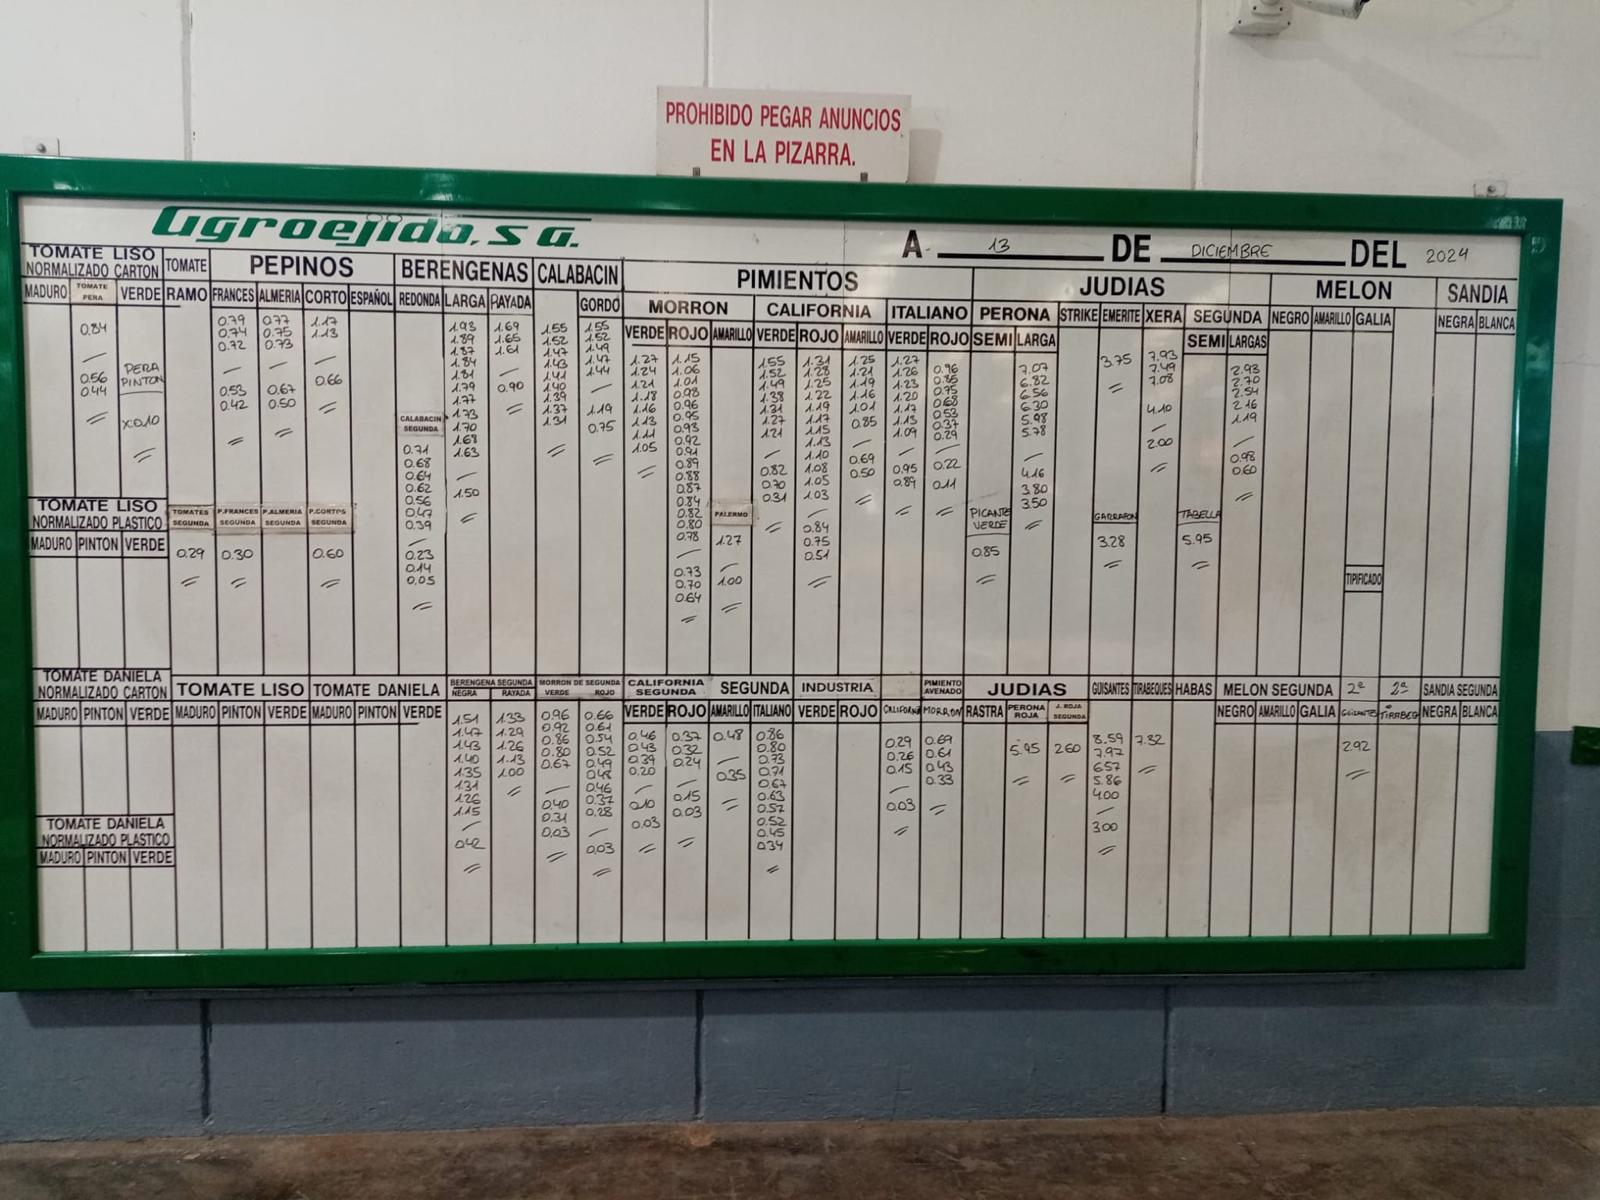 PROHIBIDO PEGAR ANUNCIOS
EN LA PIZARRA.
Agroejido, S A.
A 13 DE DICIEMBRE DEL 2024
TOMATE LISO
NORMALIZADO CARTON
MADURO
TOMATE PERA
VERDE
0.84
0.56
0.44
PERA
PINTON
X0.10
TOMATE
RAMO
PEPINOS
FRANCES
0.79
0.74
0.72
0.53
0.42
ALMERIA
0.77
0.75
0.73
0.67
0.50
CORTO
1.17
1.13
0.66
ESPAÑOL
BERENGENAS
REDONDA
CALABACIN
SEGUNDA
0.71
0.68
0.64
0.62
0.56
0.47
0.39
0.23
0.14
0.05
LARGA
1.93
1.89
1.87
1.84
1.81
1.79
1.77
1.73
1.70
1.68
1.63
1.50
RAYADA
1.69
1.65
1.61
0.90
CALABACIN
1.55
1.52
1.47
1.43
1.41
1.40
1.39
1.37
1.31
GORDO
1.55
1.52
1.49
1.47
1.44
1.19
0.75
PIMIENTOS
MORRON
VERDE
1.27
1.24
1.21
1.18
1.16
1.13
1.11
1.05
ROJO
1.15
1.06
1.01
0.98
0.96
0.95
0.93
0.92
0.91
0.89
0.88
0.87
0.84
0.82
0.80
0.78
0.73
0.70
0.64
AMARILLO
PALERMO
1.27
1.00
CALIFORNIA
VERDE
1.55
1.52
1.49
1.38
1.31
1.27
1.21
0.82
0.70
0.31
ROJO
1.31
1.28
1.25
1.22
1.19
1.17
1.15
1.13
1.10
1.08
1.05
1.03
0.84
0.75
0.51
AMARILLO
1.25
1.21
1.19
1.16
1.01
0.85
0.69
0.50
ITALIANO
VERDE
1.27
1.26
1.23
1.20
1.17
1.13
1.09
0.95
0.89
ROJO
0.96
0.85
0.75
0.68
0.53
0.37
0.29
0.22
0.11
JUDIAS
PERONA
SEMI
PICANTE
VERDE
0.85
LARGA
7.07
6.82
6.56
6.30
5.98
5.78
4.16
3.80
3.50
STRIKE
EMERITE
3.75
GARRAFON
3.28
XERA
7.93
7.49
7.08
4.10
2.00
SEGUNDA
SEMI
TABELLA
5.95
LARGAS
2.93
2.70
2.54
2.16
1.19
0.98
0.60
MELON
NEGRO
AMARILLO
GALIA
TIPIFICADO
SANDIA
NEGRA
BLANCA
TOMATE LISO
NORMALIZADO PLASTICO
MADURO
PINTON
VERDE
TOMATES
SEGUNDA
0.29
P.FRANCES
SEGUNDA
0.30
P.ALMERIA
SEGUNDA
P.CORTOS
SEGUNDA
0.60
TOMATE DANIELA
NORMALIZADO CARTON
MADURO
PINTON
VERDE
TOMATE LISO
MADURO
PINTON
VERDE
TOMATE DANIELA
MADURO
PINTON
VERDE
BERENGENA SEGUNDA
NEGRA
1.51
1.47
1.43
1.40
1.35
1.31
1.26
1.15
0.42
RAYADA
1.33
1.29
1.26
1.13
1.00
MORRON DE SEGUNDA
VERDE
0.96
0.92
0.86
0.80
0.67
0.40
0.31
0.03
ROJO
0.66
0.61
0.54
0.52
0.49
0.48
0.46
0.37
0.28
0.03
CALIFORNIA
SEGUNDA
VERDE
0.46
0.43
0.39
0.20
0.10
0.03
ROJO
0.37
0.32
0.24
0.15
0.03
SEGUNDA
AMARILLO
0.48
0.35
ITALIANO
0.86
0.80
0.73
0.71
0.67
0.63
0.57
0.52
0.45
0.34
INDUSTRIA
VERDE
ROJO
CALIFORNIA
0.29
0.26
0.15
0.03
PIMIENTO
AVENADO
MORRON
0.69
0.61
0.43
0.33
JUDIAS
RASTRA
PERONA
ROJA
5.95
J. ROJA
SEGUNDA
2.60
GUISANTES
8.59
7.97
6.57
5.86
4.00
3.00
TIRABEQUES
7.32
HABAS
MELON SEGUNDA
NEGRO
AMARILLO
GALIA
2ª
GUISANTES
2.92
2ª
TIRABEQ
SANDIA SEGUNDA
NEGRA
BLANCA
TOMATE DANIELA
NORMALIZADO PLASTICO
MADURO
PINTON
VERDE